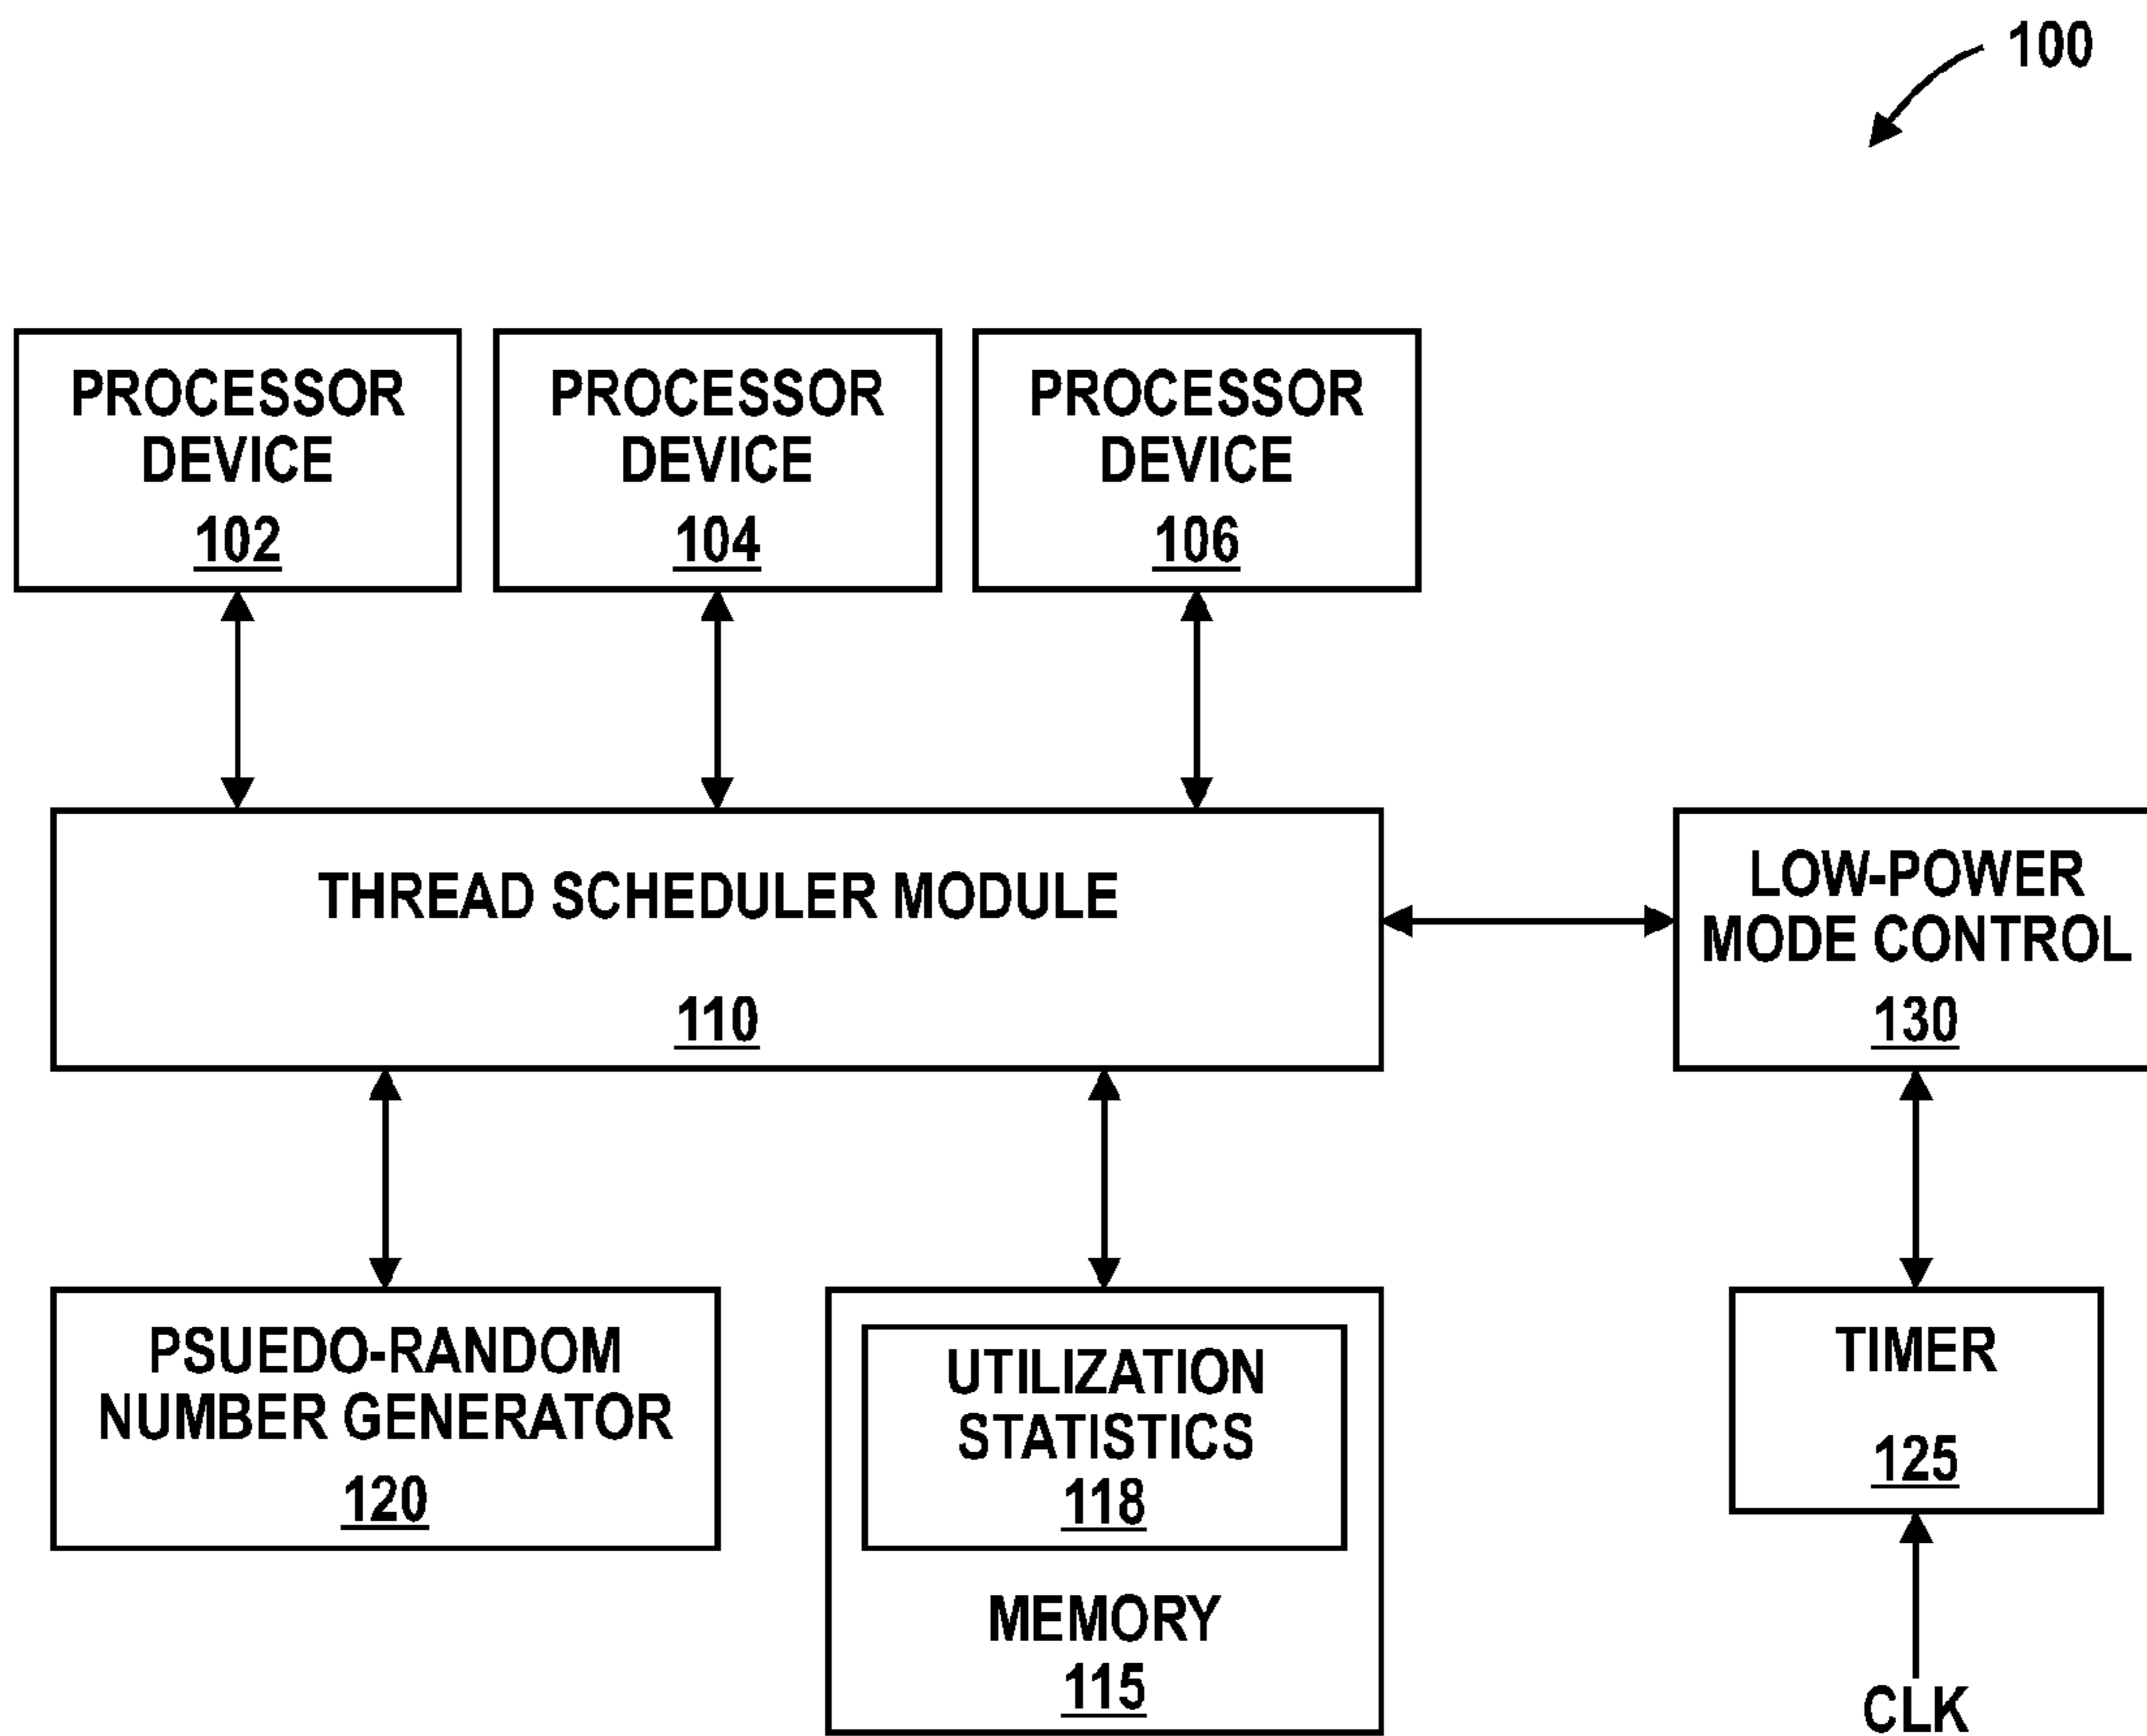 100
PROCESSOR
DEVICE
102
PROCESSOR
DEVICE
104
PROCESSOR
DEVICE
106
THREAD SCHEDULER MODULE
110
LOW-POWER
MODE CONTROL
130
PSUEDO-RANDOM
NUMBER GENERATOR
120
UTILIZATION
STATISTICS
118
MEMORY
115
TIMER
125
CLK